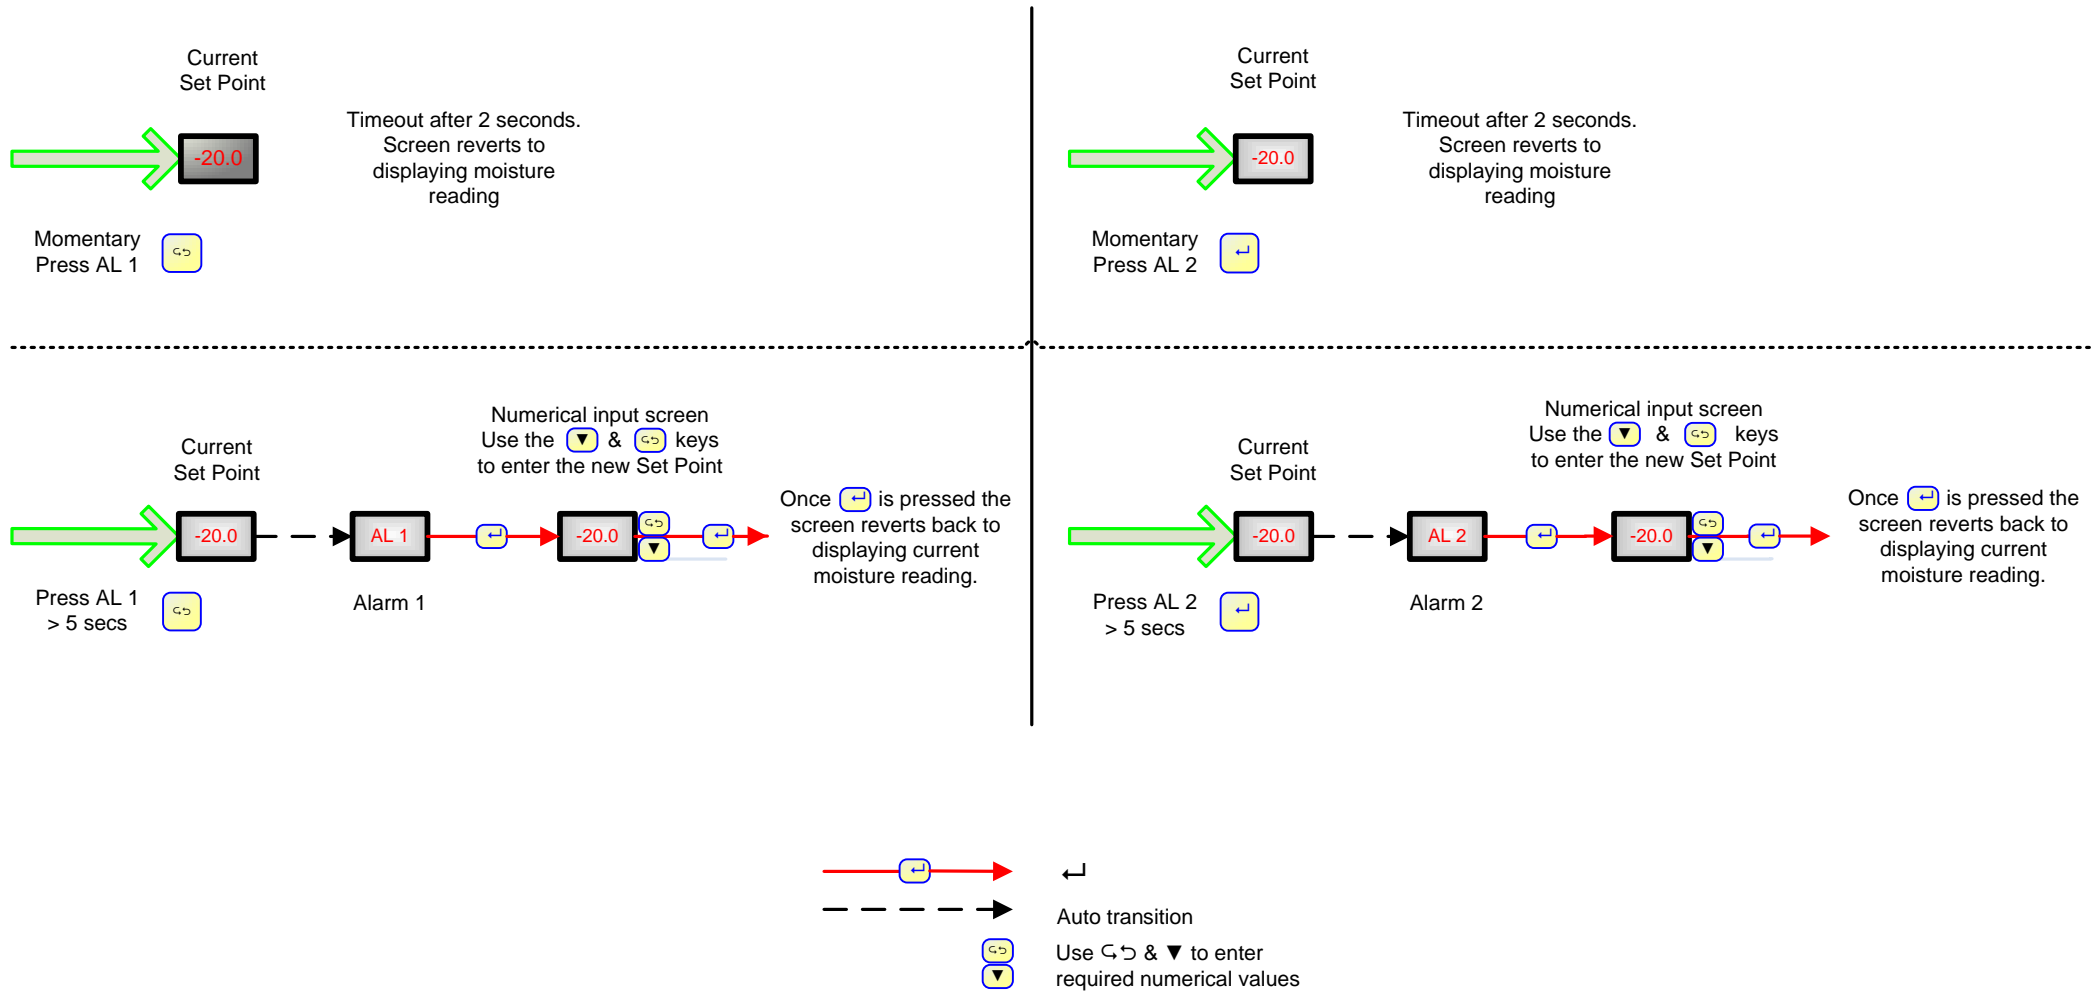 Current
Set Point
-20.0
Timeout after 2 seconds.
Screen reverts to
displaying moisture
reading
Momentary
Press AL 1
Current
Set Point
-20.0
Timeout after 2 seconds.
Screen reverts to
displaying moisture
reading
Momentary
Press AL 2
Current
Set Point
-20.0
Press AL 1
> 5 secs
AL 1
Alarm 1
Numerical input screen
Use the ▼ & keys
to enter the new Set Point
-20.0
▼
Once ↵ is pressed the
screen reverts back to
displaying current
moisture reading.
Current
Set Point
-20.0
Press AL 2
> 5 secs
AL 2
Alarm 2
Numerical input screen
Use the ▼ & keys
to enter the new Set Point
-20.0
▼
Once ↵ is pressed the
screen reverts back to
displaying current
moisture reading.
↵
Auto transition
Use & ▼ to enter
required numerical values